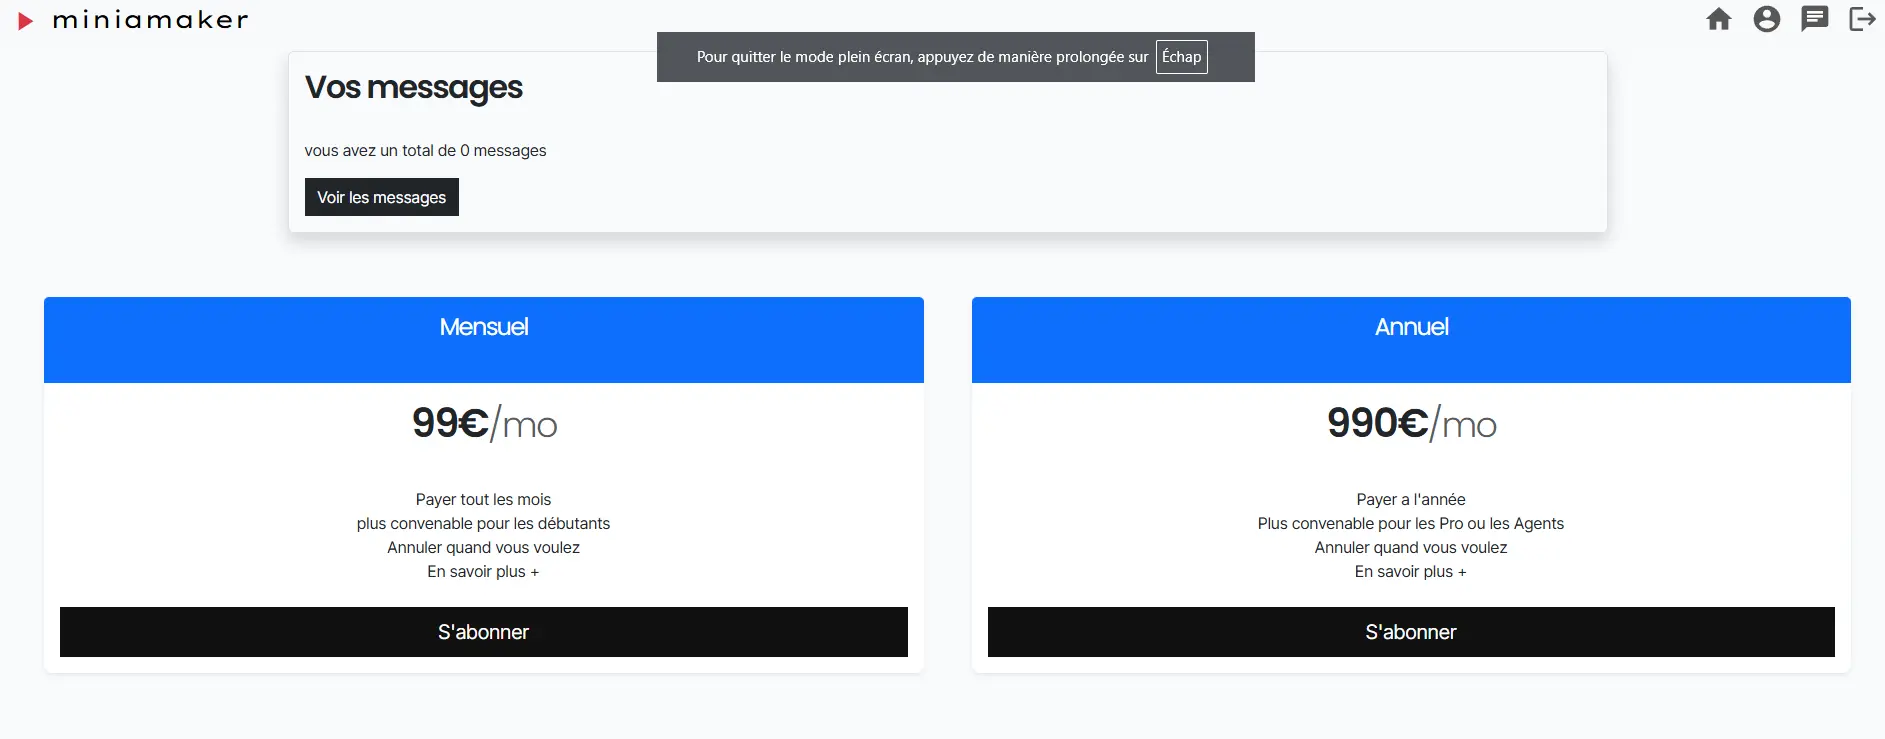 miniamaker
Pour quitter le mode plein écran, appuyez de manière prolongée sur Échap
Vos messages
vous avez un total de 0 messages
Voir les messages
Mensuel
99€/mo
Payer tout les mois
plus convenable pour les débutants
Annuler quand vous voulez
En savoir plus +
S'abonner
Annuel
990€/mo
Payer a l'année
Plus convenable pour les Pro ou les Agents
Annuler quand vous voulez
En savoir plus +
S'abonner